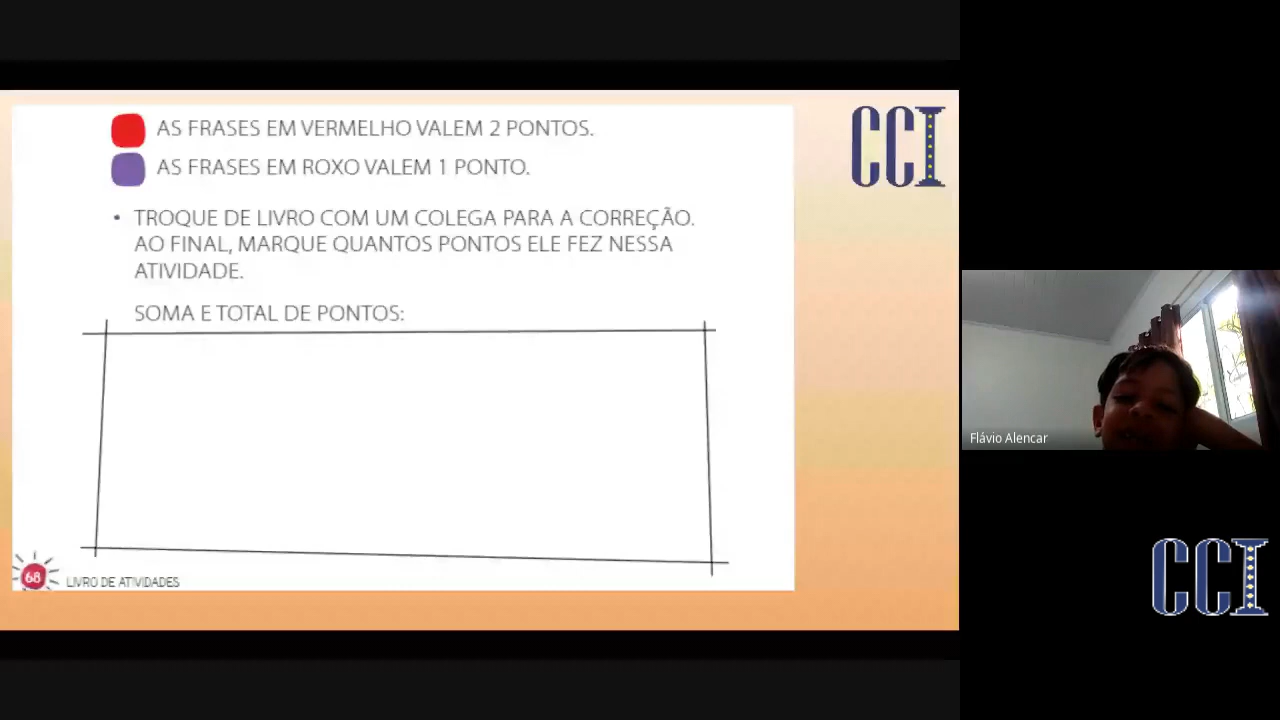 AS FRASES EM VERMELHO VALEM 2 PONTOS.
AS FRASES EM ROXO VALEM 1 PONTO.
• TROQUE DE LIVRO COM UM COLEGA PARA A CORREÇÃO.
AO FINAL, MARQUE QUANTOS PONTOS ELE FEZ NESSA
ATIVIDADE.
SOMA E TOTAL DE PONTOS:
68 LIVRO DE ATIVIDADES
CCI
Flávio Alencar
CCI